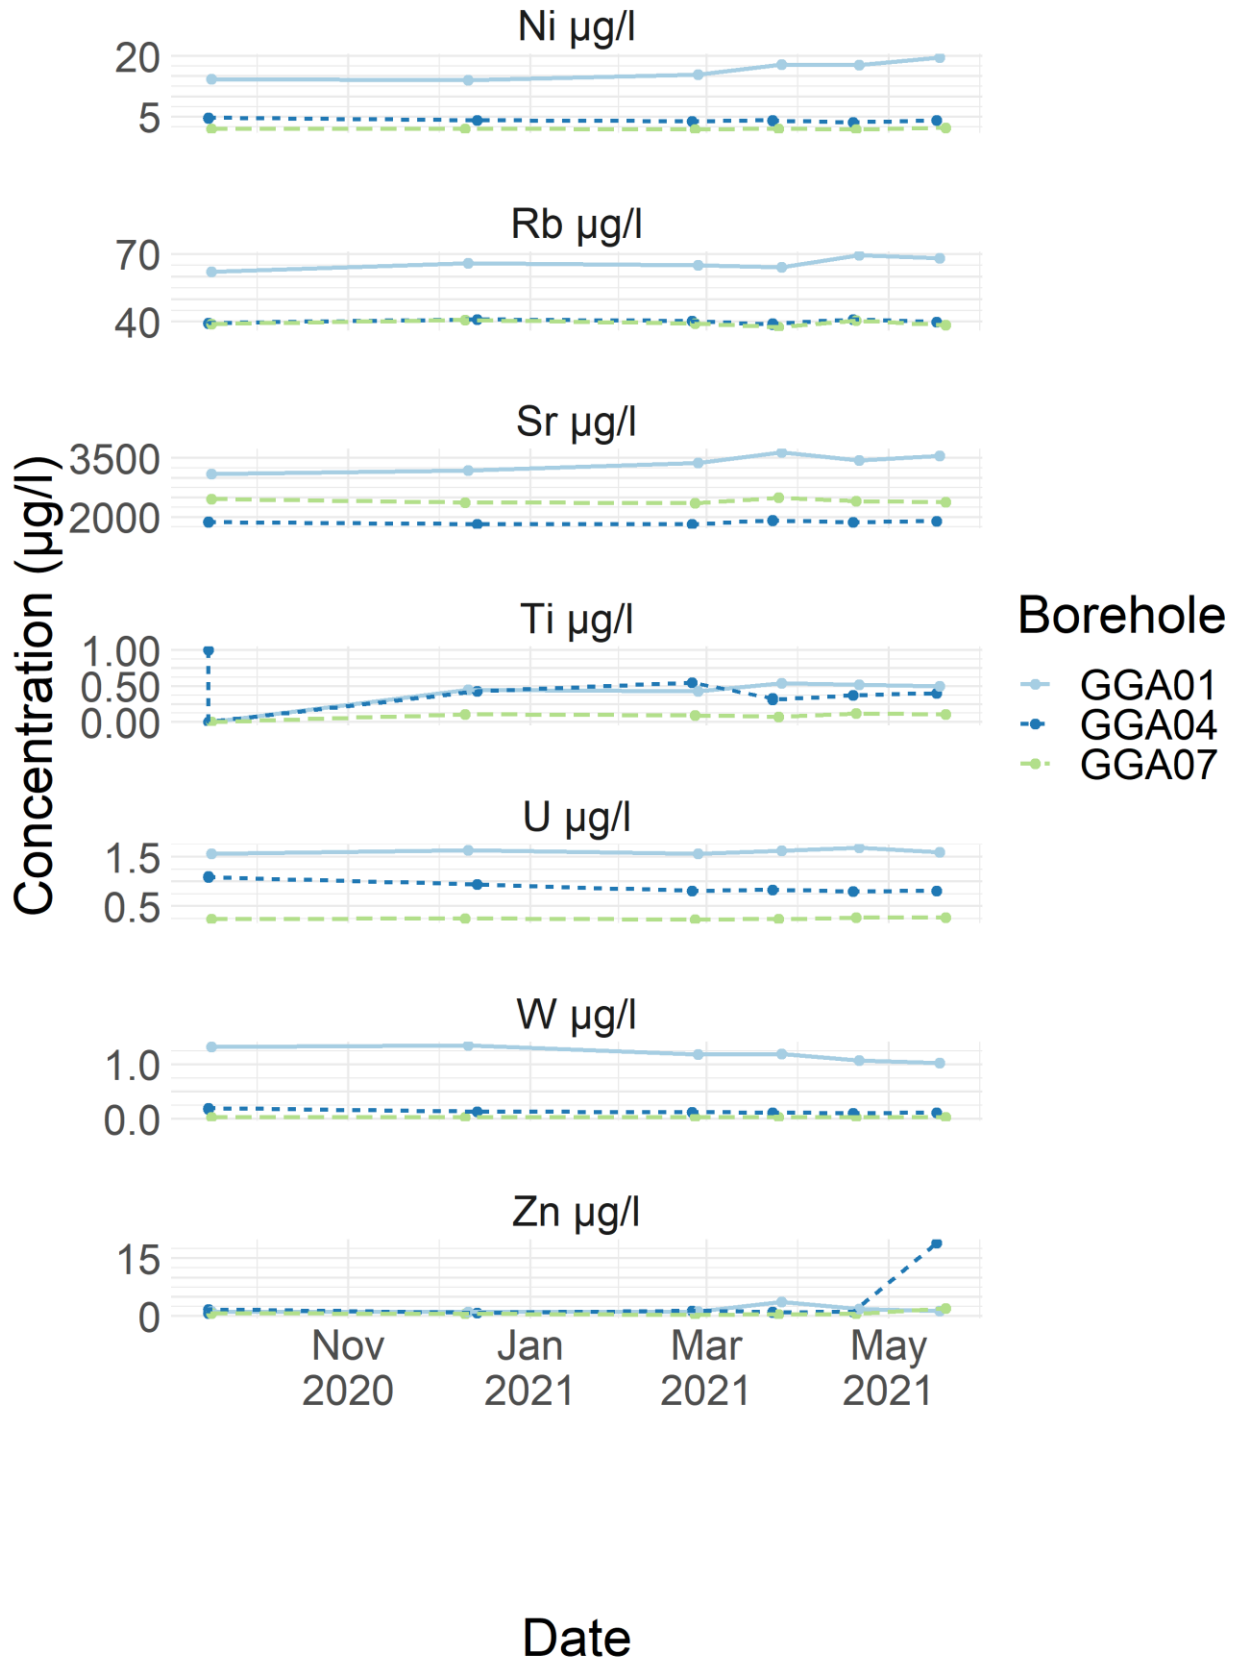 Ni µg/l
20
5
Rb µg/l
70
40
Sr µg/l
3500
2000
Concentration (µg/l)
Ti µg/l
1.00
0.50
0.00
Borehole
GGA01
GGA04
GGA07
U µg/l
1.5
0.5
W µg/l
1.0
0.0
Zn µg/l
15
0
Nov Jan Mar May
2020 2021 2021 2021
Date